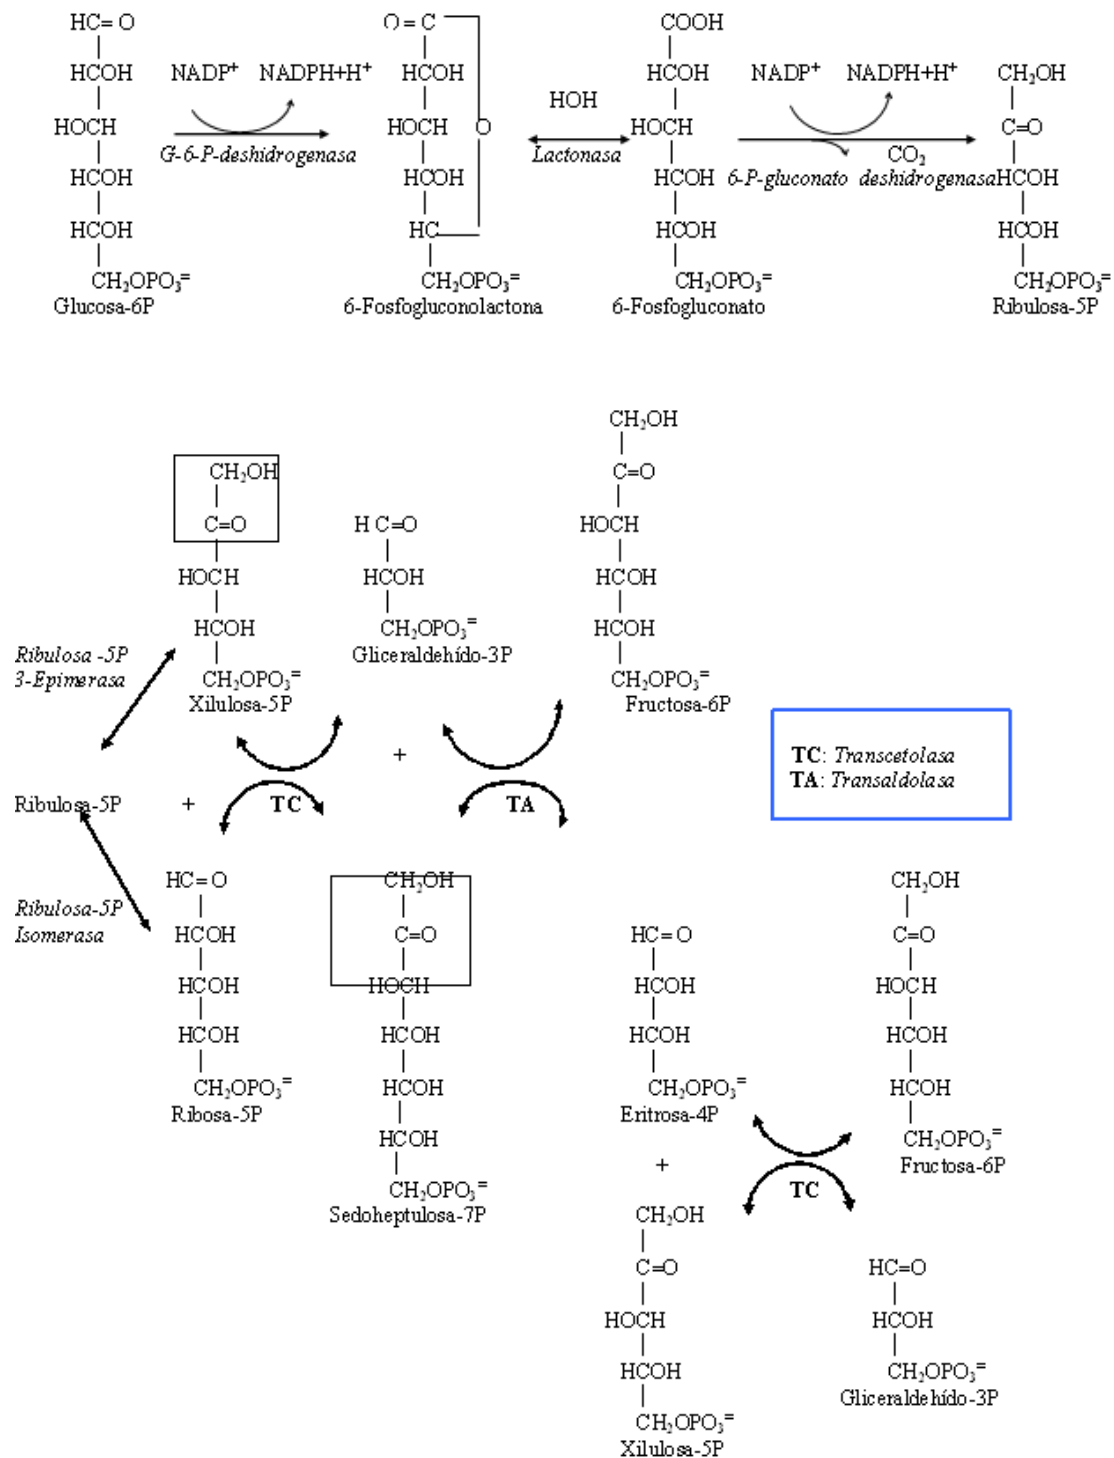 HC=O
HCOH
HOCH
HCOH
HCOH
CH₂OPO₃⁼
Glucosa-6P
NADP⁺ NADPH+H⁺
G-6-P-deshidrogenasa
O=C
HCOH
HOCH O
HCOH
HC
CH₂OPO₃⁼
6-Fosfogluconolactona
HOH
Lactonasa
COOH
HCOH
HOCH
HCOH
HCOH
CH₂OPO₃⁼
6-Fosfogluconato
NADP⁺ NADPH+H⁺
CO₂
6-P-gluconato deshidrogenasa
CH₂OH
C=O
HCOH
HCOH
CH₂OPO₃⁼
Ribulosa-5P
CH₂OH
C=O
HOCH
HCOH
CH₂OPO₃⁼
Xilulosa-5P
HC=O
HCOH
CH₂OPO₃⁼
Gliceraldehído-3P
CH₂OH
C=O
HOCH
HCOH
HCOH
CH₂OPO₃⁼
Fructosa-6P
Ribulosa -5P
3-Epimerasa
Ribulosa-5P
+
TC
+
TA
TC: Transcetolasa
TA: Transaldolasa
Ribulosa-5P
Isomerasa
HC=O
HCOH
HCOH
HCOH
CH₂OPO₃⁼
Ribosa-5P
CH₂OH
C=O
HOCH
HCOH
HCOH
HCOH
CH₂OPO₃⁼
Sedoheptulosa-7P
HC=O
HCOH
HCOH
CH₂OPO₃⁼
Eritrosa-4P
+
TC
CH₂OH
C=O
HOCH
HCOH
HCOH
CH₂OPO₃⁼
Fructosa-6P
CH₂OH
C=O
HOCH
HCOH
CH₂OPO₃⁼
Xilulosa-5P
HC=O
HCOH
CH₂OPO₃⁼
Gliceraldehído-3P